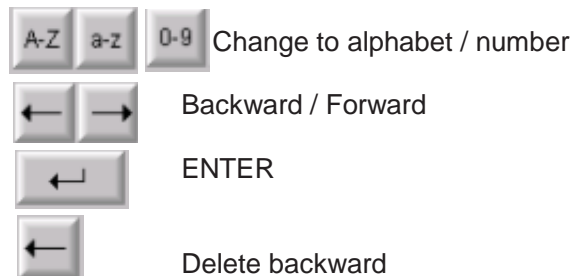 A-Z a-z 0-9 Change to alphabet / number
Backward / Forward
ENTER
Delete backward